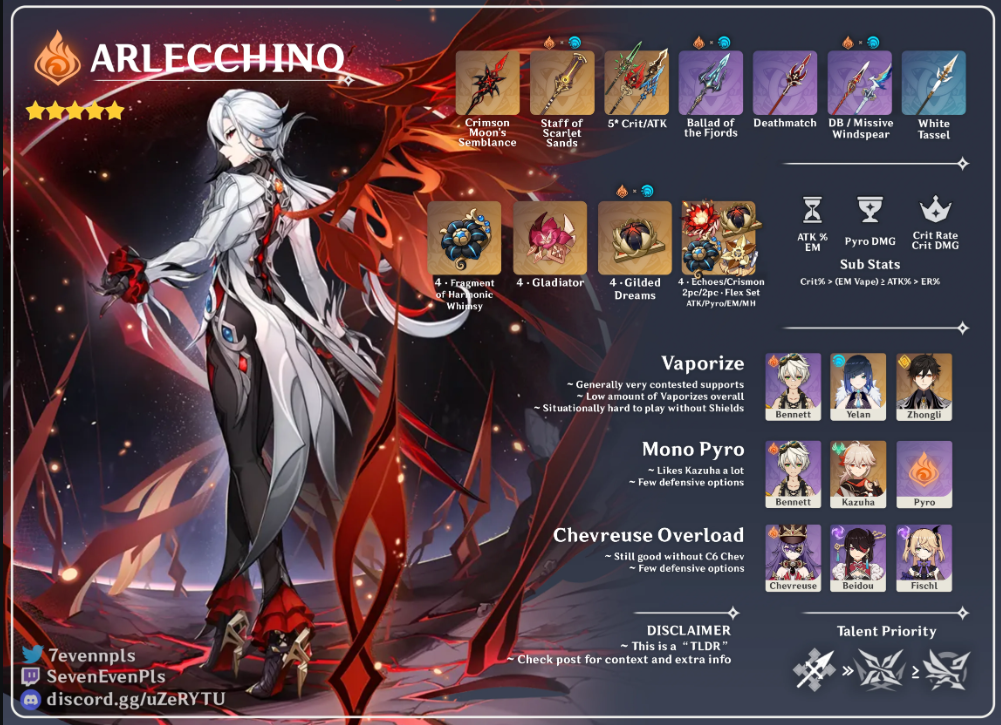 ARLECCHINO
Crimson
Moon's
Semblance
Staff of
Scarlet
Sands
5* Crit/ATK
Ballad of
the Fjords
Deathmatch
DB / Missive
Windspear
White
Tassel
4 · Fragment
of Harmonic
Whimsy
4 · Gladiator
4 · Gilded
Dreams
4 · Echoes/Crismon
2pc/2pc · Flex Set
ATK/Pyro/EM/MH
ATK %
EM
Pyro DMG
Crit Rate
Crit DMG
Sub Stats
Crit% > (EM Vape) ≥ ATK% > ER%
Vaporize
~ Generally very contested supports
~ Low amount of Vaporizes overall
~ Situationally hard to play without Shields
Bennett
Yelan
Zhongli
Mono Pyro
~ Likes Kazuha a lot
~ Few defensive options
Bennett
Kazuha
Pyro
Chevreuse Overload
~ Still good without C6 Chev
~ Few defensive options
Chevreuse
Beidou
Fischl
DISCLAIMER
~ This is a "TLDR"
~ Check post for context and extra info
Talent Priority
» ≥
7evennpls
SevenEvenPls
discord.gg/uZeRYTU